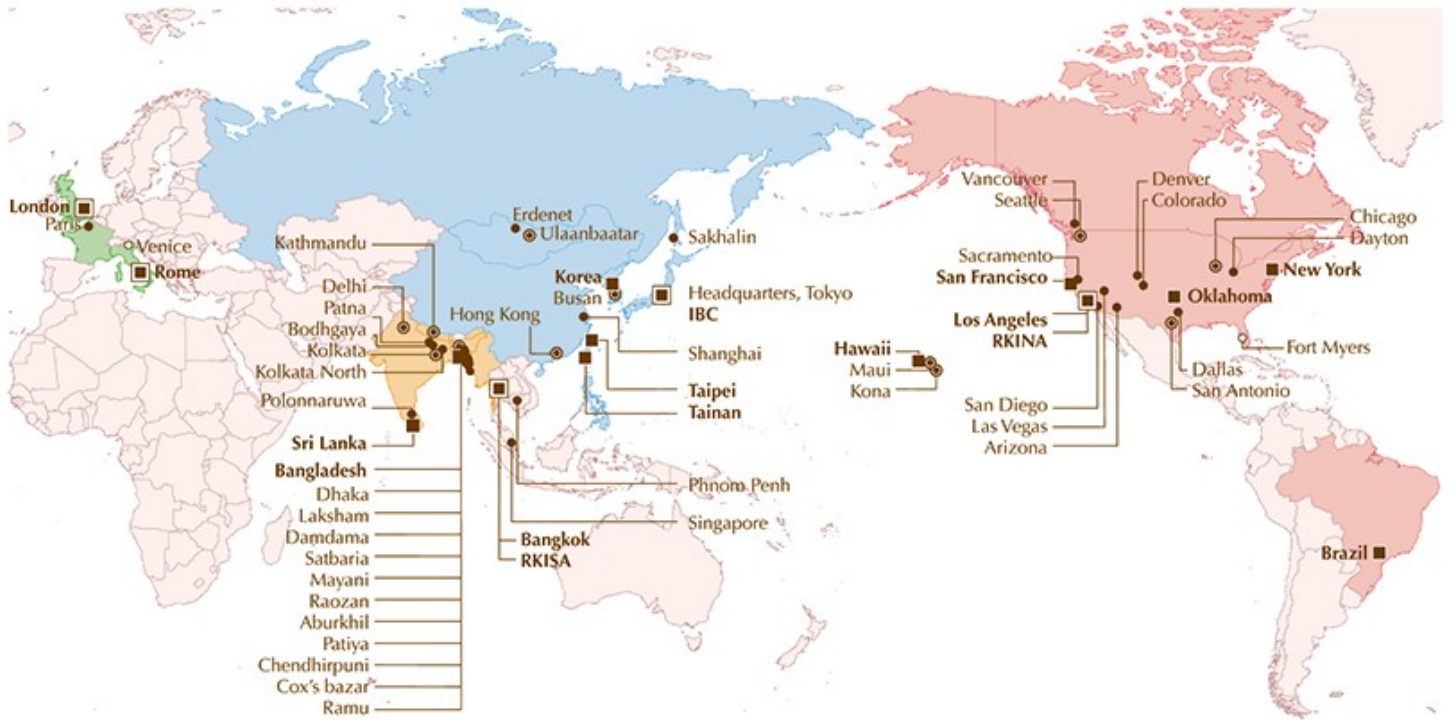 London
Paris
Venice
Rome
Kathmandu
Delhi
Patna
Bodhgaya
Kolkata
Kolkata North
Polonnaruwa
Sri Lanka
Bangladesh
Dhaka
Laksham
Damdama
Satbaria
Mayani
Raozan
Aburkhil
Patiya
Chendhirpuni
Cox's bazar
Ramu
Erdenet
Ulaanbaatar
Sakhalin
Korea
Busan
Headquarters, Tokyo
IBC
Hong Kong
Shanghai
Taipei
Tainan
Phnom Penh
Singapore
Bangkok
RKISA
Hawaii
Maui
Kona
Vancouver
Seattle
Sacramento
San Francisco
Los Angeles
RKINA
San Diego
Las Vegas
Arizona
Denver
Colorado
Chicago
Dayton
New York
Oklahoma
Fort Myers
Dallas
San Antonio
Brazil